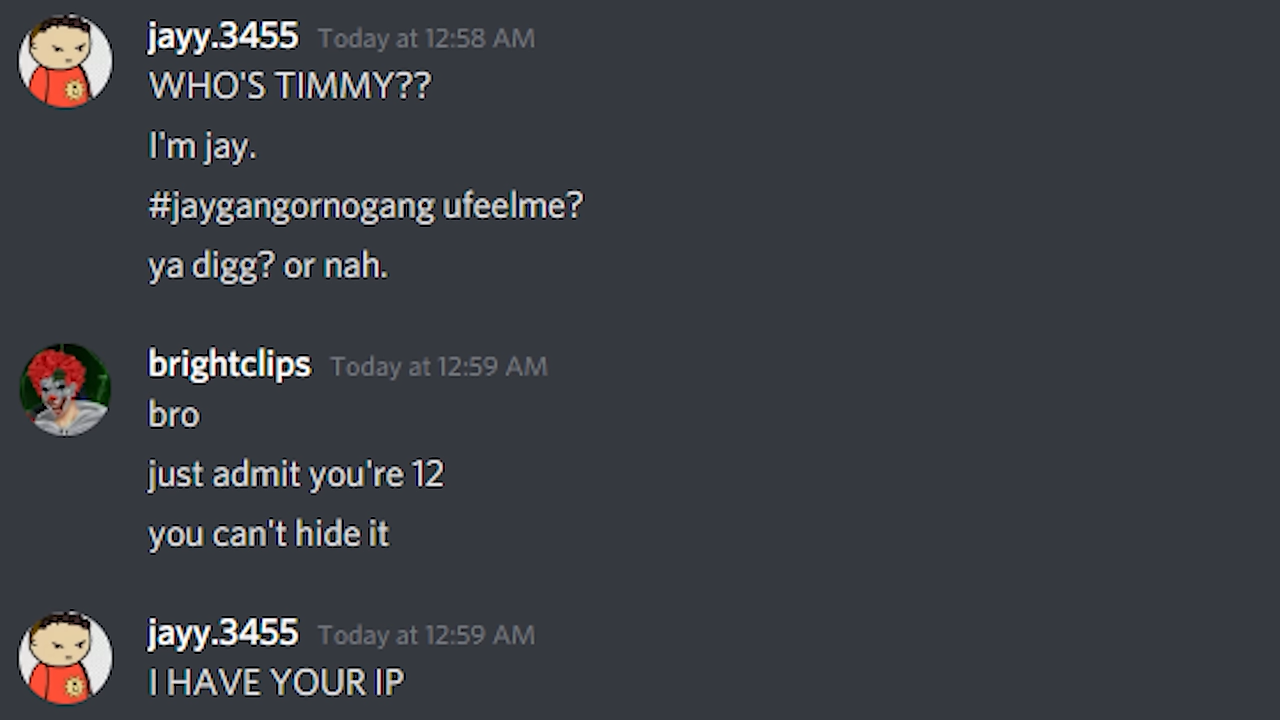 jayy.3455 Today at 12:58 AM
WHO'S TIMMY??
I'm jay.
#jaygangornogang ufeelme?
ya digg? or nah.
brightclips Today at 12:59 AM
bro
just admit you're 12
you can't hide it
jayy.3455 Today at 12:59 AM
I HAVE YOUR IP